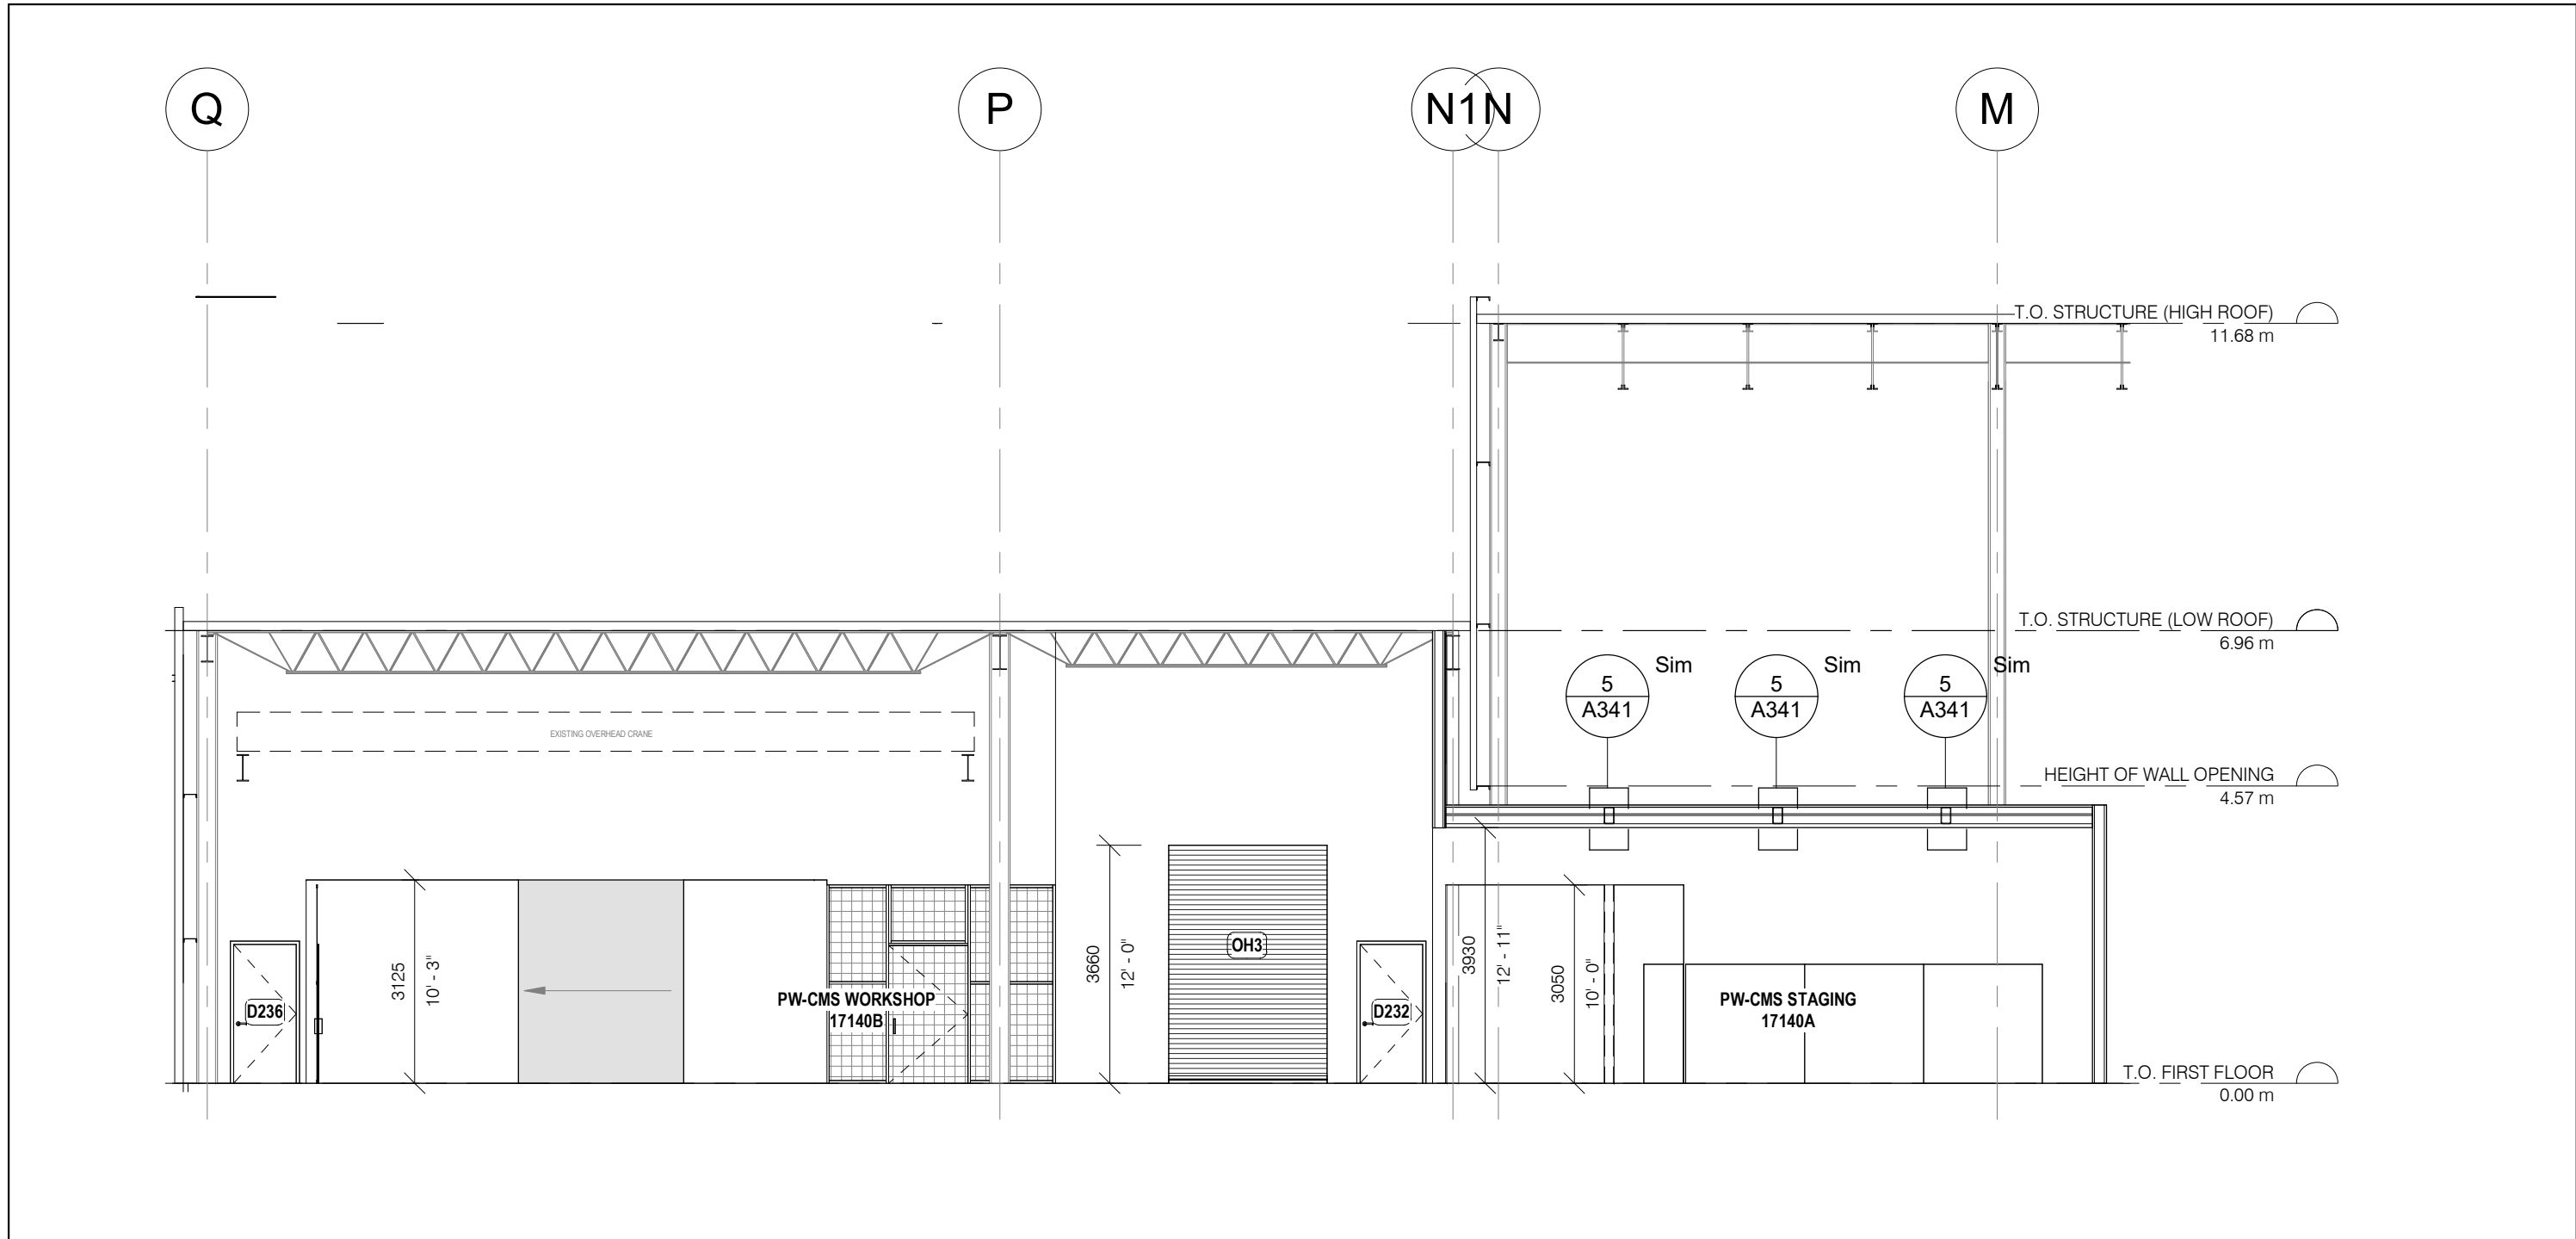 Q
P
N1
N
M
T.O. STRUCTURE (HIGH ROOF)
11.68 m
T.O. STRUCTURE (LOW ROOF)
6.96 m
5
A341
Sim
5
A341
Sim
5
A341
Sim
EXISTING OVERHEAD CRANE
HEIGHT OF WALL OPENING
4.57 m
D236
3125
10' - 3"
PW-CMS WORKSHOP
17140B
3660
12' - 0"
OH3
D232
3930
12' - 11"
3050
10' - 0"
PW-CMS STAGING
17140A
T.O. FIRST FLOOR
0.00 m